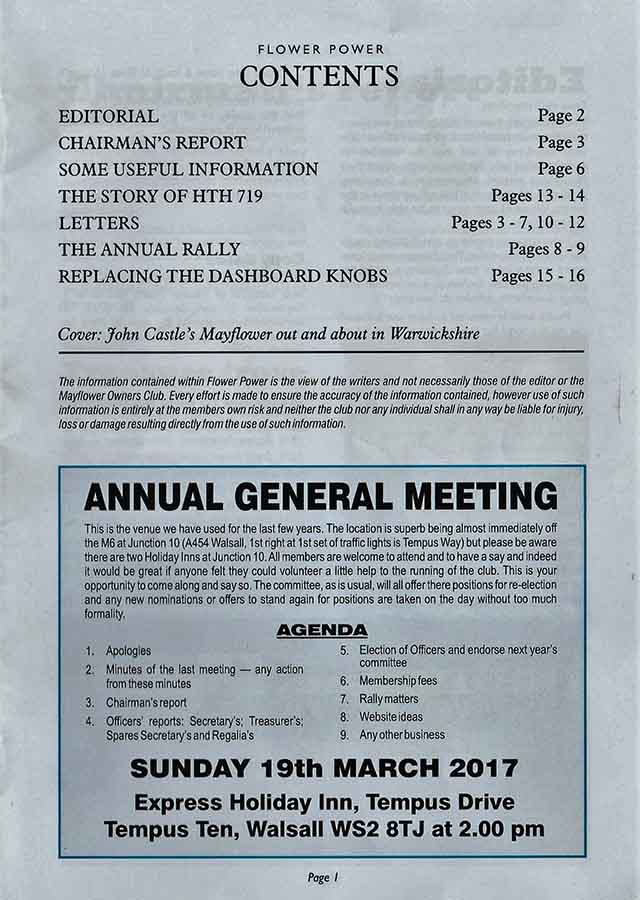 FLOWER POWER
CONTENTS
EDITORIAL Page 2
CHAIRMAN'S REPORT Page 3
SOME USEFUL INFORMATION Page 6
THE STORY OF HTH 719 Pages 13 - 14
LETTERS Pages 3 - 7, 10 - 12
THE ANNUAL RALLY Pages 8 - 9
REPLACING THE DASHBOARD KNOBS Pages 15 - 16
Cover: John Castle's Mayflower out and about in Warwickshire
The information contained within Flower Power is the view of the writers and not necessarily those of the editor or the
Mayflower Owners Club. Every effort is made to ensure the accuracy of the information contained, however use of such
information is entirely at the members own risk and neither the club nor any individual shall in any way be liable for injury,
loss or damage resulting directly from the use of such information.
ANNUAL GENERAL MEETING
This is the venue we have used for the last few years. The location is superb being almost immediately off
the M6 at Junction 10 (A454 Walsall, 1st right at 1st set of traffic lights is Tempus Way) but please be aware
there are two Holiday Inns at Junction 10. All members are welcome to attend and to have a say and indeed
it would be great if anyone felt they could volunteer a little help to the running of the club. This is your
opportunity to come along and say so. The committee, as is usual, will all offer there positions for re-election
and any new nominations or offers to stand again for positions are taken on the day without too much
formality.
AGENDA
1. Apologies
2. Minutes of the last meeting — any action
from these minutes
3. Chairman's report
4. Officers' reports: Secretary's; Treasurer's;
Spares Secretary's and Regalia's
5. Election of Officers and endorse next year's
committee
6. Membership fees
7. Rally matters
8. Website ideas
9. Any other business
SUNDAY 19th MARCH 2017
Express Holiday Inn, Tempus Drive
Tempus Ten, Walsall WS2 8TJ at 2.00 pm
Page 1